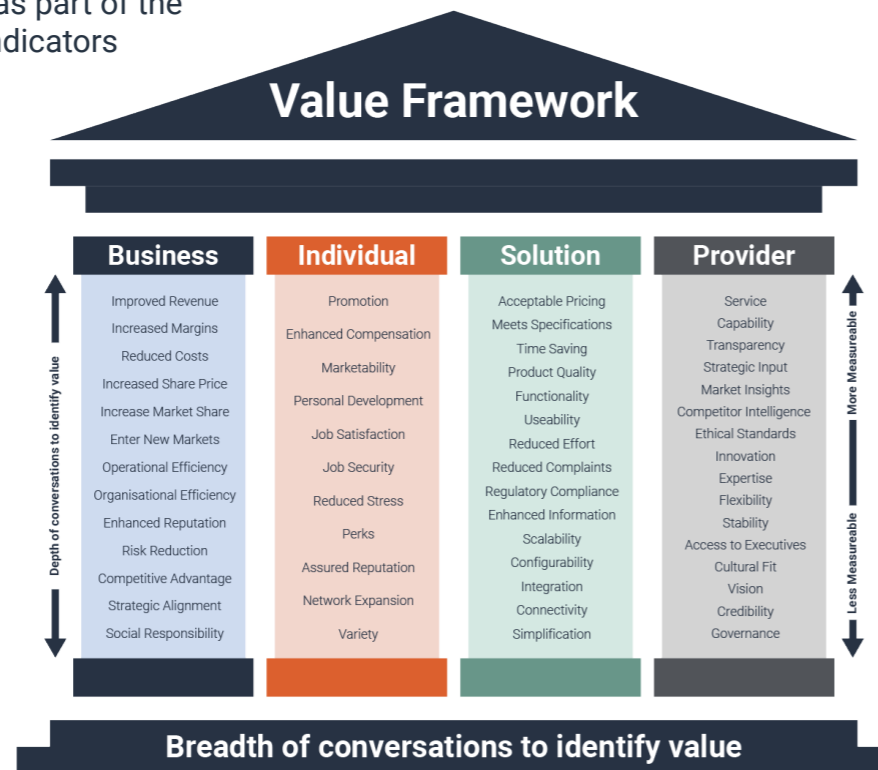 as part of the
ndicators
Value Framework
Business
Improved Revenue
Increased Margins
Reduced Costs
Increased Share Price
Increase Market Share
Enter New Markets
Operational Efficiency
Organisational Efficiency
Enhanced Reputation
Risk Reduction
Competitive Advantage
Strategic Alignment
Social Responsibility
Individual
Promotion
Enhanced Compensation
Marketability
Personal Development
Job Satisfaction
Job Security
Reduced Stress
Perks
Assured Reputation
Network Expansion
Variety
Solution
Acceptable Pricing
Meets Specifications
Time Saving
Product Quality
Functionality
Useability
Reduced Effort
Reduced Complaints
Regulatory Compliance
Enhanced Information
Scalability
Configurability
Integration
Connectivity
Simplification
Provider
Service
Capability
Transparency
Strategic Input
Market Insights
Competitor Intelligence
Ethical Standards
Innovation
Expertise
Flexibility
Stability
Access to Executives
Cultural Fit
Vision
Credibility
Governance
Depth of conversations to identify value
More Measureable
Less Measureable
Breadth of conversations to identify value